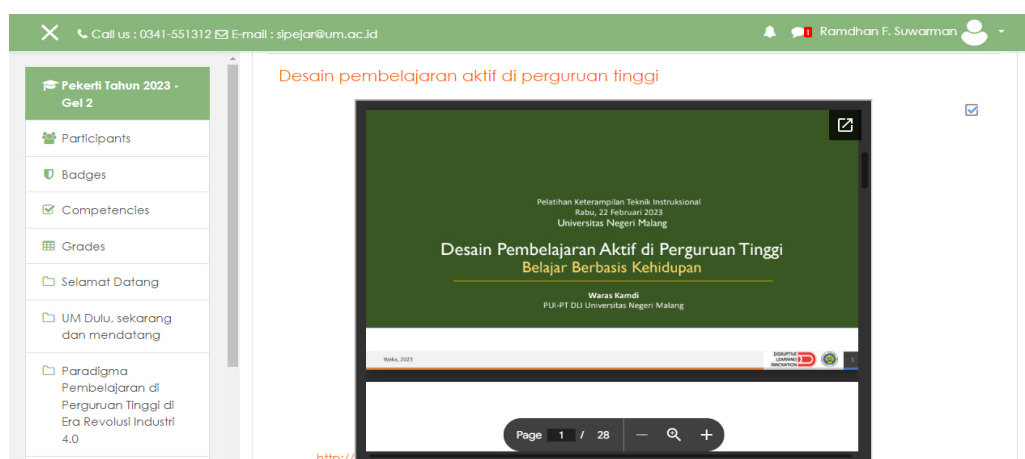 Call us : 0341-551312 E-mail : sipejar@um.ac.id
1
Ramdhan F. Suwarman
Pekerti Tahun 2023 -
Gel 2
Participants
Badges
Competencies
Grades
Selamat Datang
UM Dulu, sekarang
dan mendatang
Paradigma
Pembelajaran di
Perguruan Tinggi di
Era Revolusi Industri
4.0
Desain pembelajaran aktif di perguruan tinggi
Pelatihan Keterampilan Teknik Instruksional
Rabu, 22 Februari 2023
Universitas Negeri Malang
Desain Pembelajaran Aktif di Perguruan Tinggi
Belajar Berbasis Kehidupan
Waras Kamdi
PUI-PT DLI Universitas Negeri Malang
Weka, 2023
DISRUPTIVE
LEARNING
INNOVATION
1
Page 1 / 28
http://